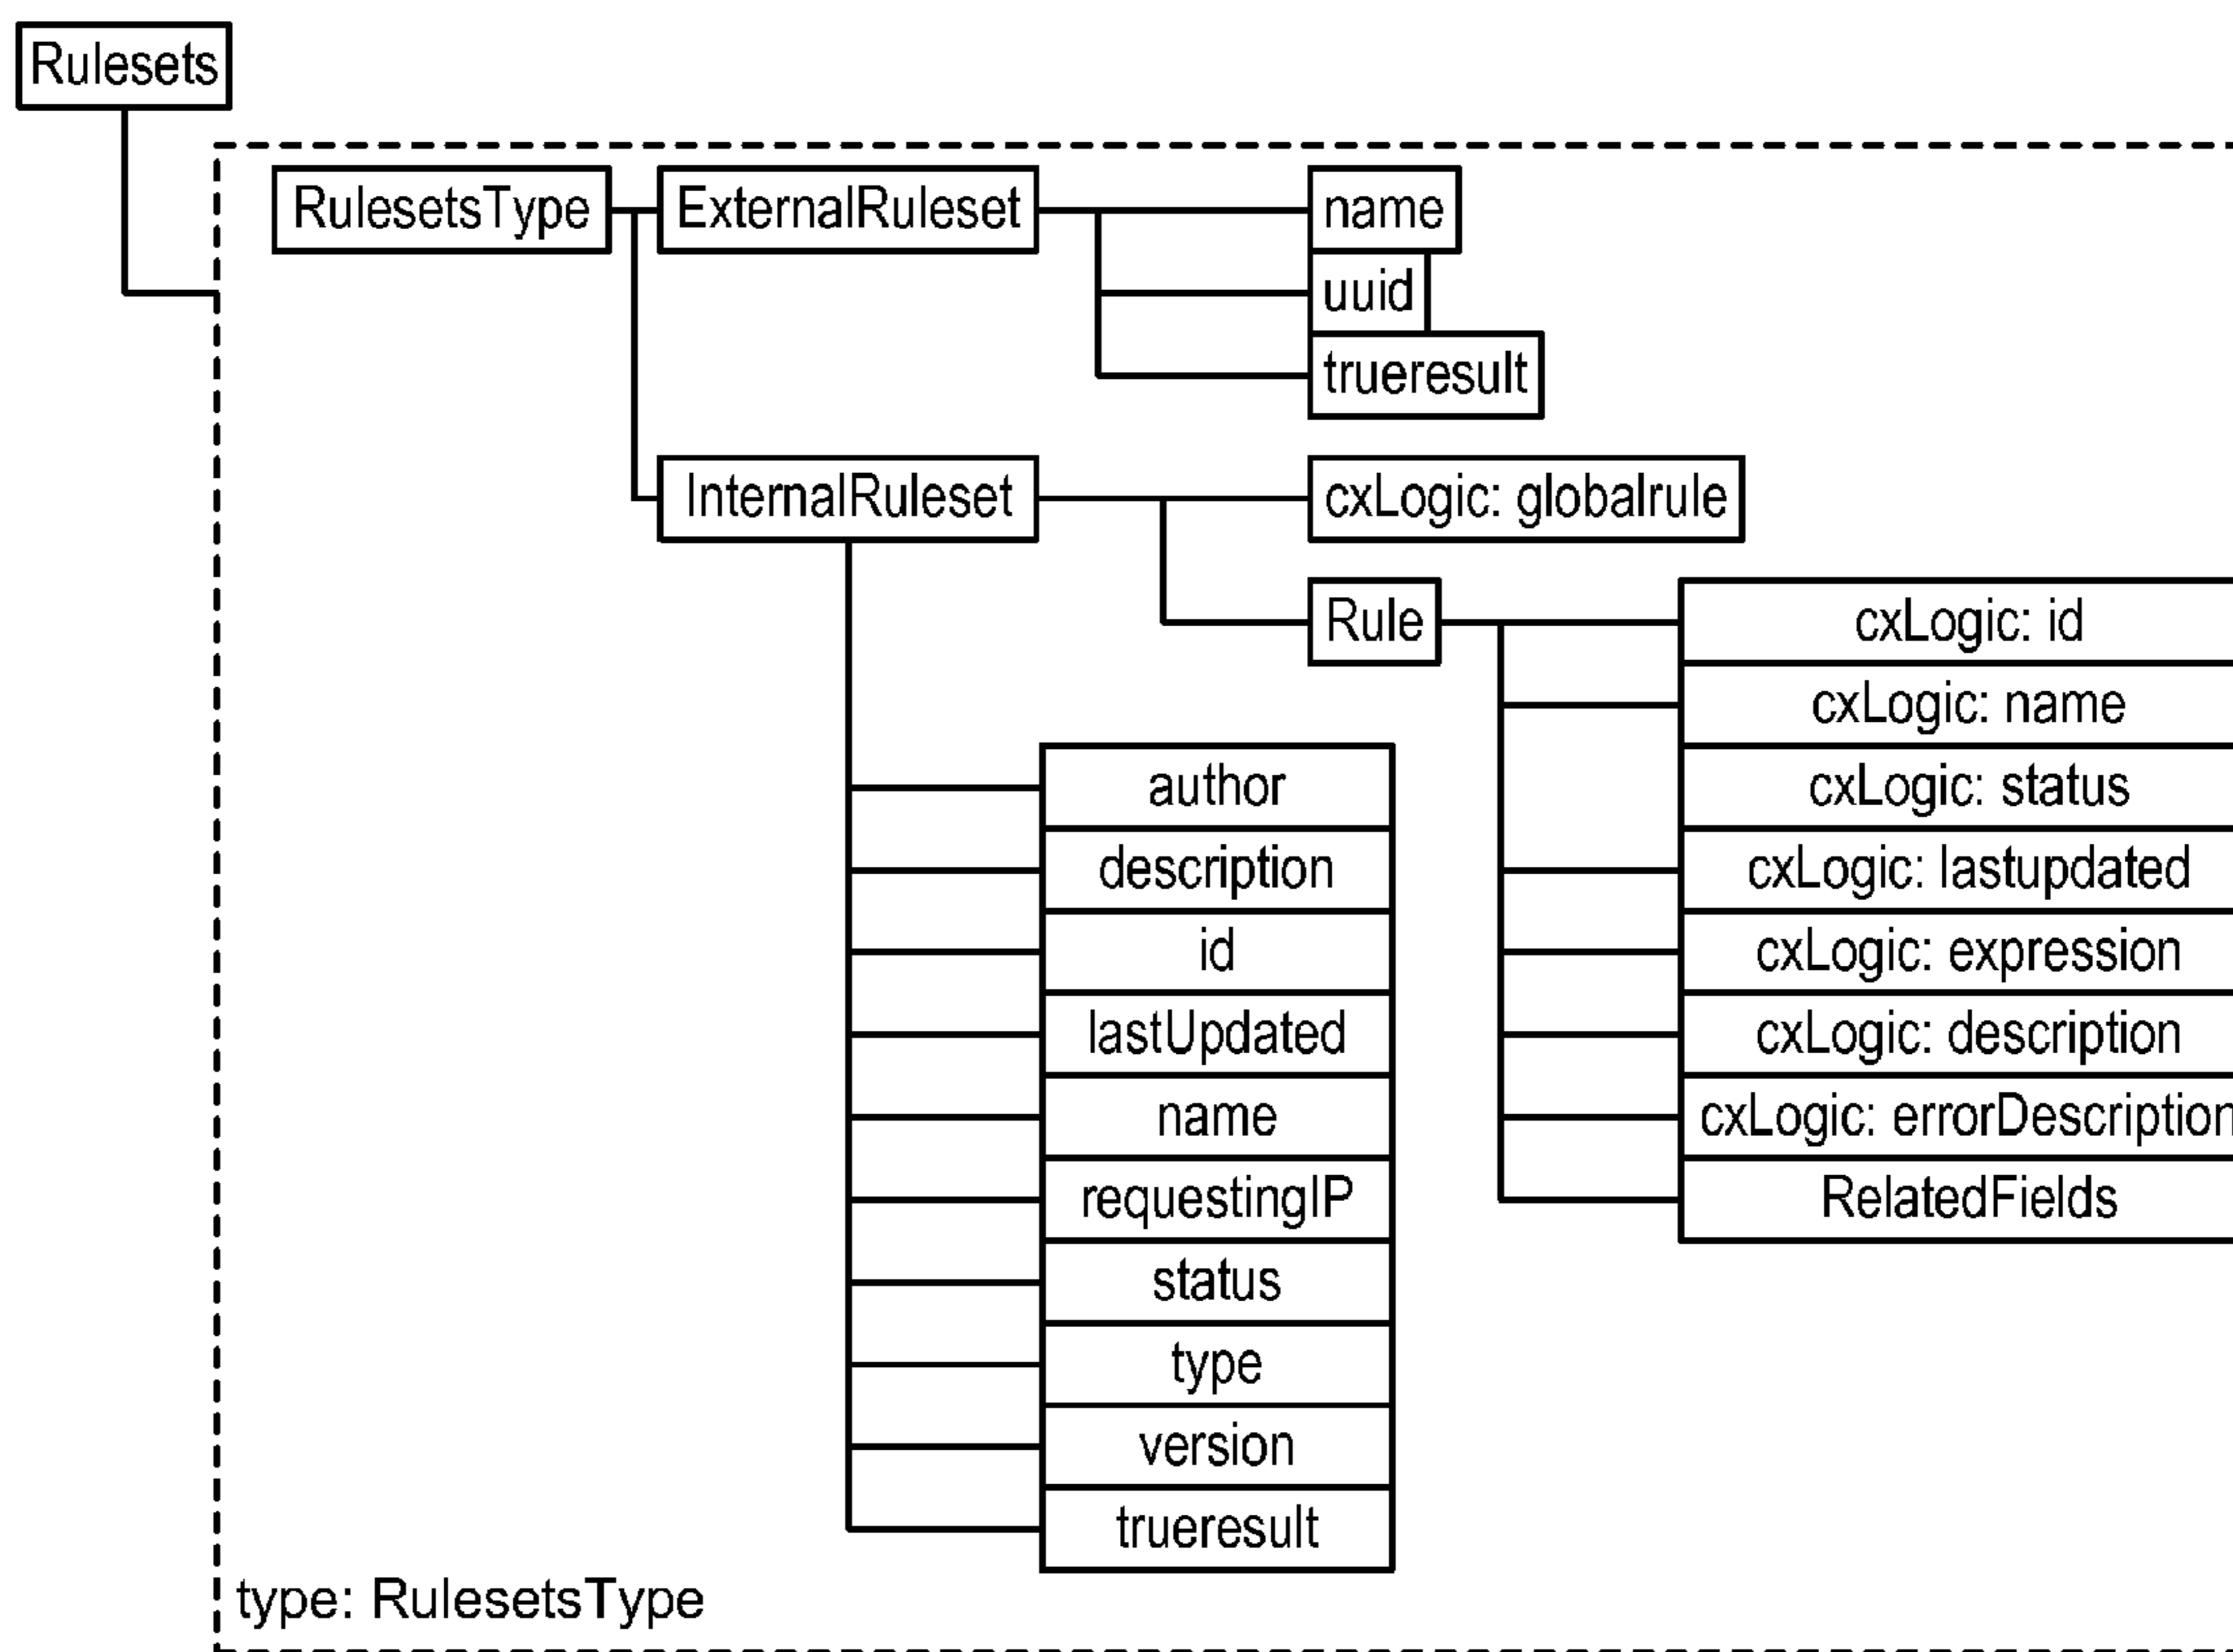 Rulesets
RulesetsType
ExternalRuleset
name
uuid
trueresult
InternalRuleset
cxLogic: globalrule
Rule
cxLogic: id
cxLogic: name
cxLogic: status
cxLogic: lastupdated
cxLogic: expression
cxLogic: description
cxLogic: errorDescription
RelatedFields
author
description
id
lastUpdated
name
requestingIP
status
type
version
trueresult
type: RulesetsType